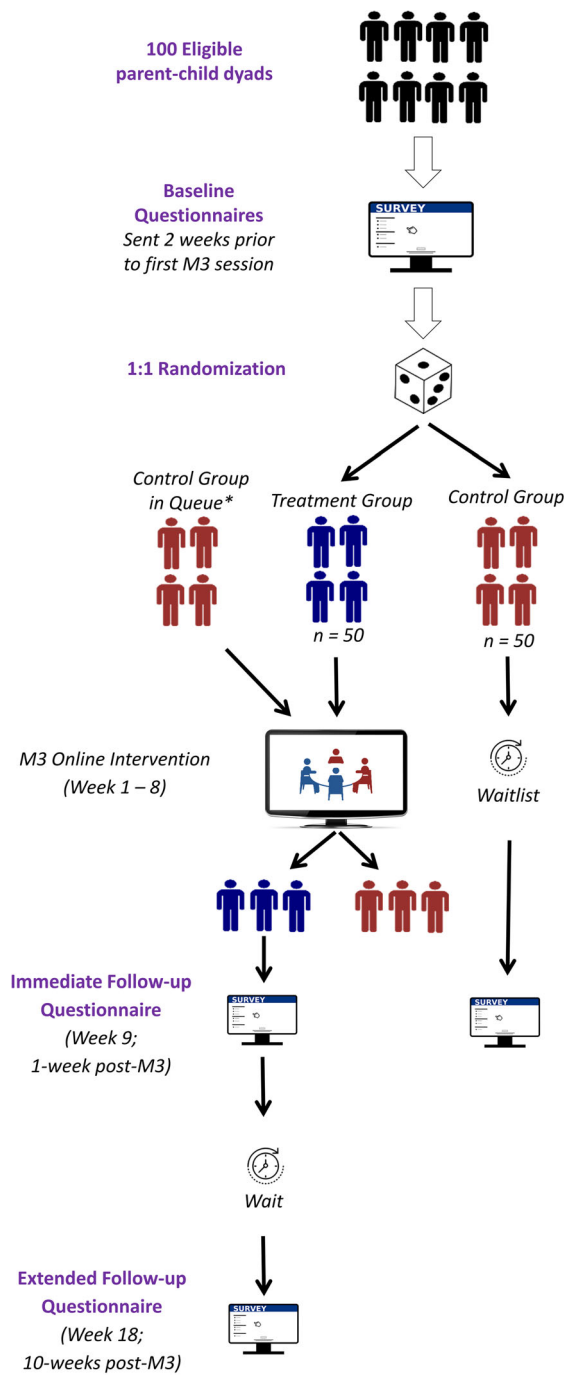 100 Eligible
parent-child dyads
Baseline
Questionnaires
Sent 2 weeks prior
to first M3 session
SURVEY
1:1 Randomization
Control Group
in Queue*
Treatment Group
n = 50
Control Group
n = 50
M3 Online Intervention
(Week 1 – 8)
Waitlist
Immediate Follow-up
Questionnaire
(Week 9;
1-week post-M3)
SURVEY
SURVEY
Wait
Extended Follow-up
Questionnaire
(Week 18;
10-weeks post-M3)
SURVEY